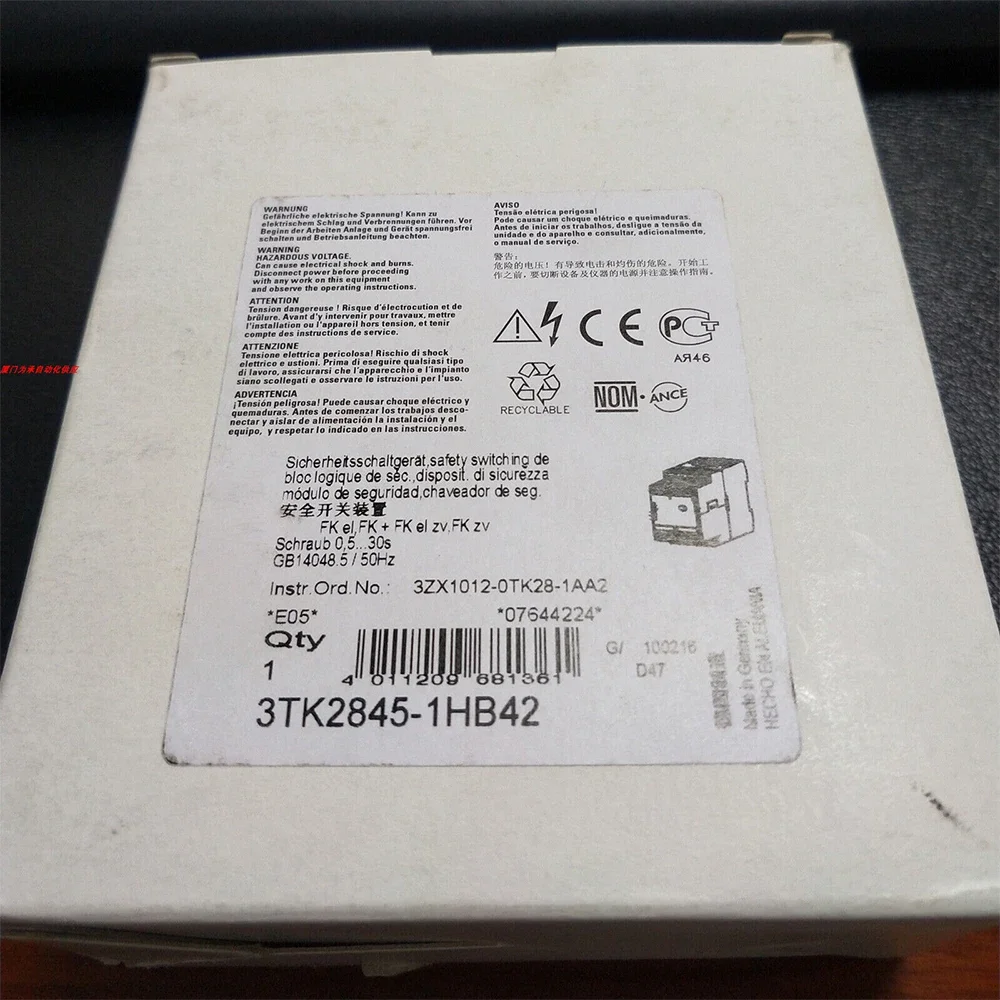 WARNUNG
Gefährliche elektrische Spannung! Kann zu
elektrischem Schlag und Verbrennungen führen. Vor
Beginn der Arbeiten Anlage und Gerät spannungsfrei
schalten und Betriebsanleitung beachten.
WARNING
HAZARDOUS VOLTAGE.
Can cause electrical shock and burns.
Disconnect power before proceeding
with any work on this equipment
and observe the operating instructions.
ATTENTION
Tension dangereuse ! Risque d'électrocution et de
brûlure. Avant d'y intervenir pour travaux, mettre
l'installation ou l'appareil hors tension, et tenir
compte des instructions de service.
ATTENZIONE
Tensione elettrica pericolosa! Rischio di shock
elettrico e ustioni. Prima di eseguire qualsiasi tipo
di lavoro, assicurarsi che l'apparecchio e l'impianto
siano scollegati e osservare le istruzioni per l'uso.
ADVERTENCIA
¡Tensión peligrosa! Puede causar choque eléctrico y
quemaduras. Antes de comenzar los trabajos desco-
nectar y aislar de alimentación la instalación y el
equipo, y respetar lo indicado en las instrucciones.
AVISO
Tensão elétrica perigosa!
Pode causar um choque elétrico e queimaduras.
Antes de iniciar os trabalhos, desligue a tensão da
unidade e do aparelho e consultar, adicionalmente,
o manual de serviço.
警告:
危险的电压! 有导致电击和灼伤的危险。开始工
作之前,要切断设备及仪器的电源并注意操作指南。
CE
PCT
АЯ46
RECYCLABLE
NOM·ANCE
Sicherheitsschaltgerät,safety switching de
bloc logique de séc.,disposit. di sicurezza
módulo de seguridad,chaveador de seg.
安全开关装置
FK el,FK + FK el zv,FK zv
Schraub 0,5...30s
GB14048.5 / 50Hz
Instr.Ord.No.: 3ZX1012-0TK28-1AA2
*E05* *07644224*
Qty
1
4 011209 681361
G/ 100216
D47
3TK2845-1HB42
Made in Germany
HECHO EN ALEMANIA
厦门为承自动化供应